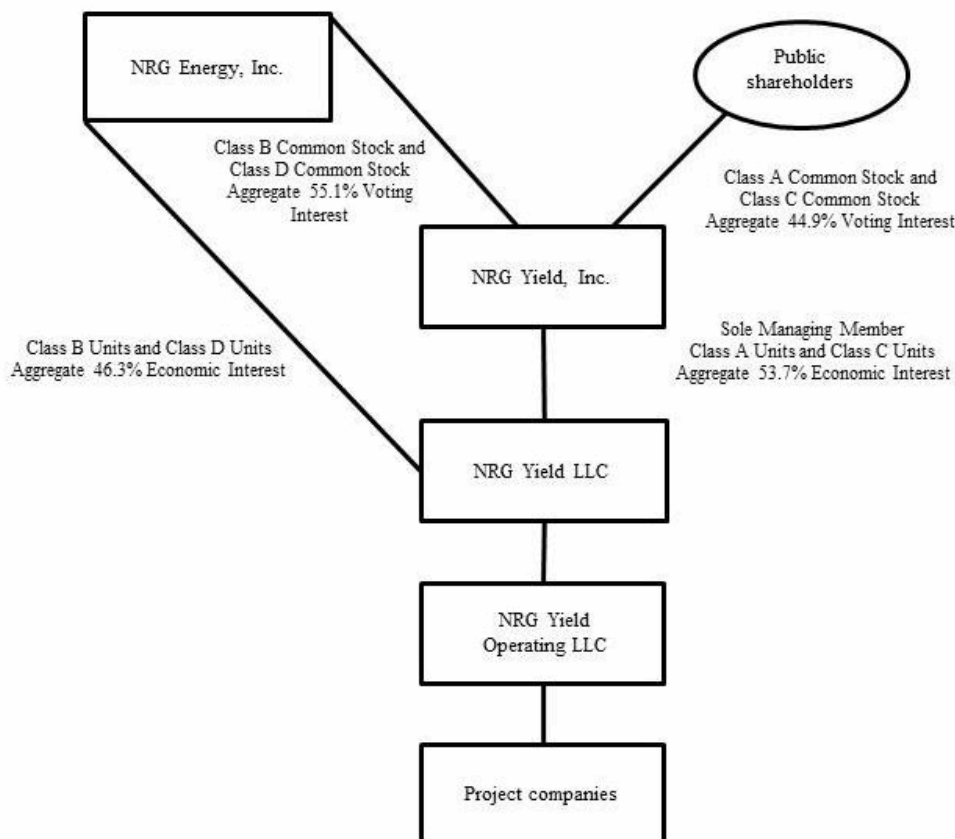 NRG Energy, Inc.
Public
shareholders
Class B Common Stock and
Class D Common Stock
Aggregate 55.1% Voting
Interest
Class A Common Stock and
Class C Common Stock
Aggregate 44.9% Voting Interest
NRG Yield, Inc.
Class B Units and Class D Units
Aggregate 46.3% Economic Interest
Sole Managing Member
Class A Units and Class C Units
Aggregate 53.7% Economic Interest
NRG Yield LLC
NRG Yield
Operating LLC
Project companies